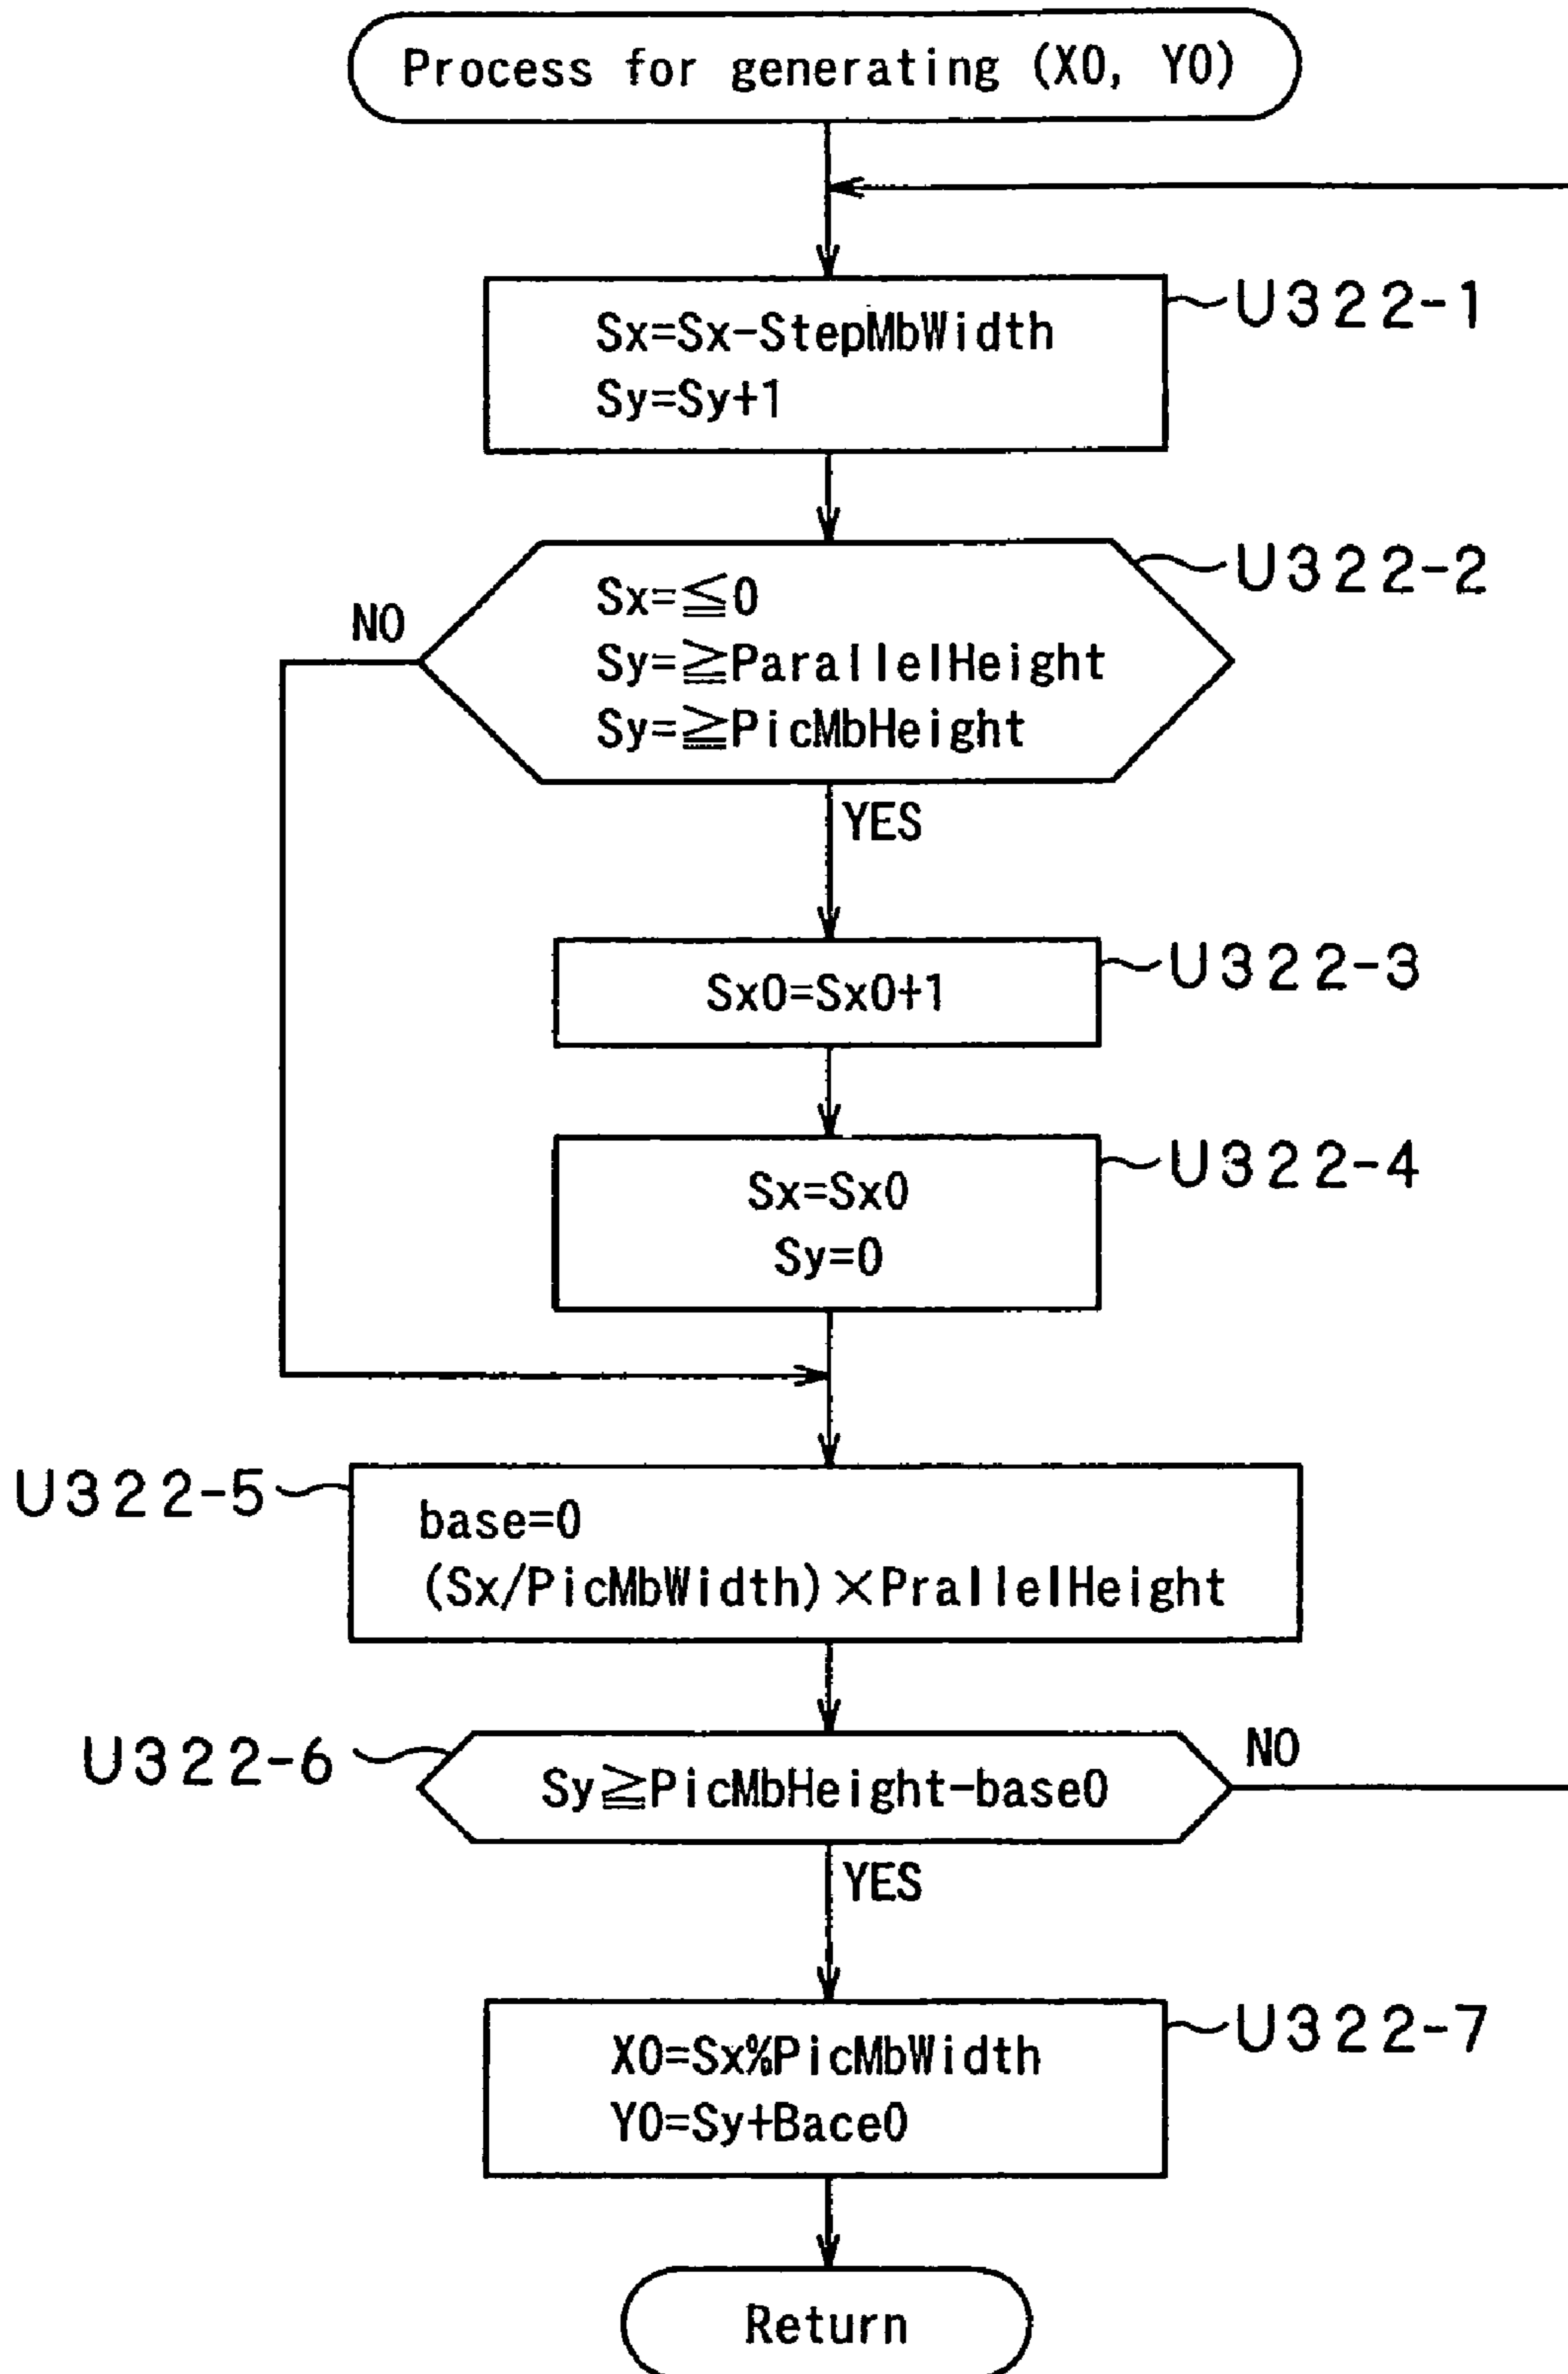 Process for generating (X0, Y0)
Sx=Sx-StepMbWidth
Sy=Sy+1
U322-1
Sx=≦0
Sy=≧ParallelHeight
Sy=≧PicMbHeight
U322-2
NO
YES
Sx0=Sx0+1
U322-3
Sx=Sx0
Sy=0
U322-4
U322-5
base=0
(Sx/PicMbWidth)×PrallelHeight
U322-6
Sy≧PicMbHeight-base0
NO
YES
X0=Sx%PicMbWidth
Y0=Sy+Bace0
U322-7
Return